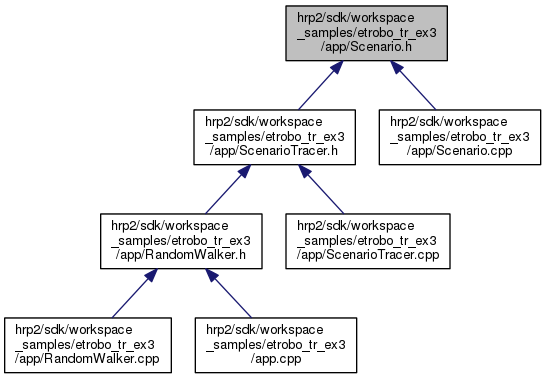 hrp2/sdk/workspace
_samples/etrobo_tr_ex3
/app/Scenario.h
hrp2/sdk/workspace
_samples/etrobo_tr_ex3
/app/ScenarioTracer.h
hrp2/sdk/workspace
_samples/etrobo_tr_ex3
/app/Scenario.cpp
hrp2/sdk/workspace
_samples/etrobo_tr_ex3
/app/RandomWalker.h
hrp2/sdk/workspace
_samples/etrobo_tr_ex3
/app/ScenarioTracer.cpp
hrp2/sdk/workspace
_samples/etrobo_tr_ex3
/app/RandomWalker.cpp
hrp2/sdk/workspace
_samples/etrobo_tr_ex3
/app.cpp